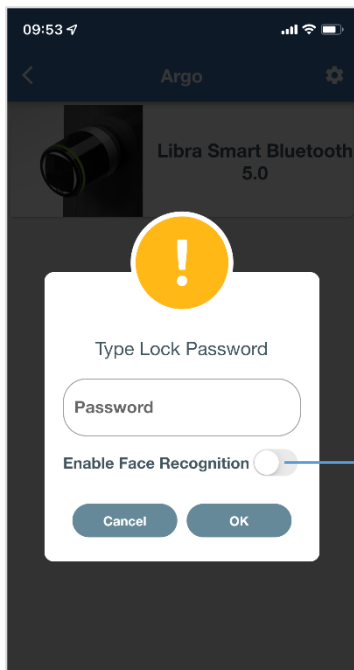 09:53
Argo
Libra Smart Bluetooth
5.0
!
Type Lock Password
Password
Enable Face Recognition
Cancel
OK